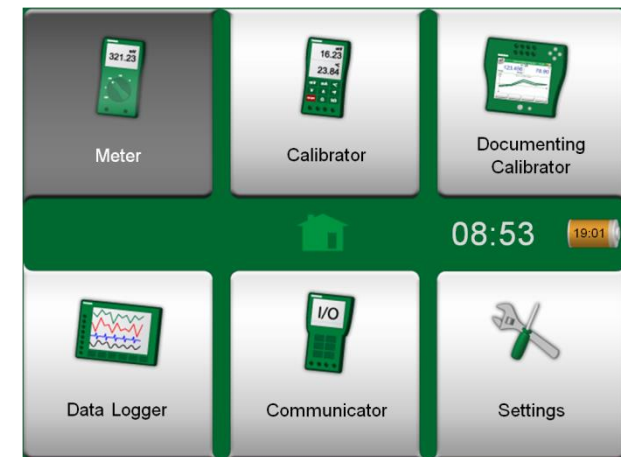 321.23
Meter
16.23
23.84
Calibrator
Documenting
Calibrator
08:53
19:01
Data Logger
I/O
Communicator
Settings